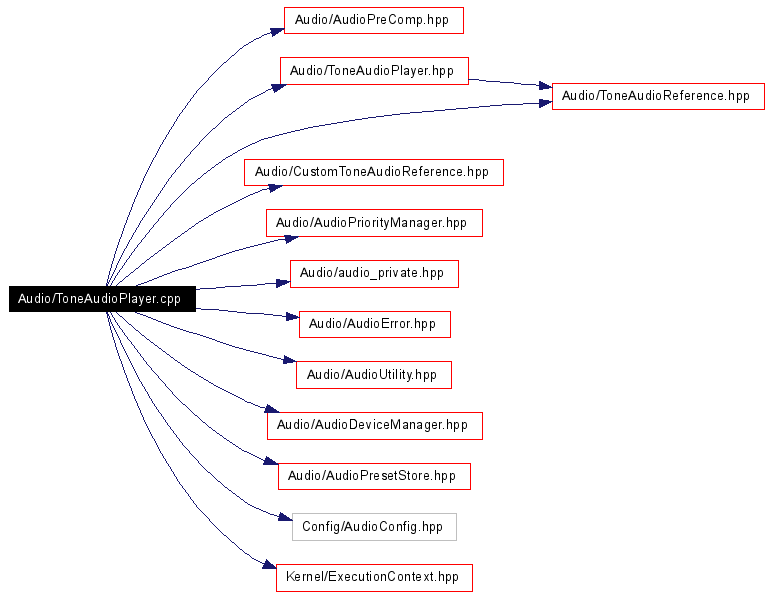 Audio/AudioPreComp.hpp
Audio/ToneAudioPlayer.hpp
Audio/ToneAudioReference.hpp
Audio/CustomToneAudioReference.hpp
Audio/AudioPriorityManager.hpp
Audio/audio_private.hpp
Audio/ToneAudioPlayer.cpp
Audio/AudioError.hpp
Audio/AudioUtility.hpp
Audio/AudioDeviceManager.hpp
Audio/AudioPresetStore.hpp
Config/AudioConfig.hpp
Kernel/ExecutionContext.hpp